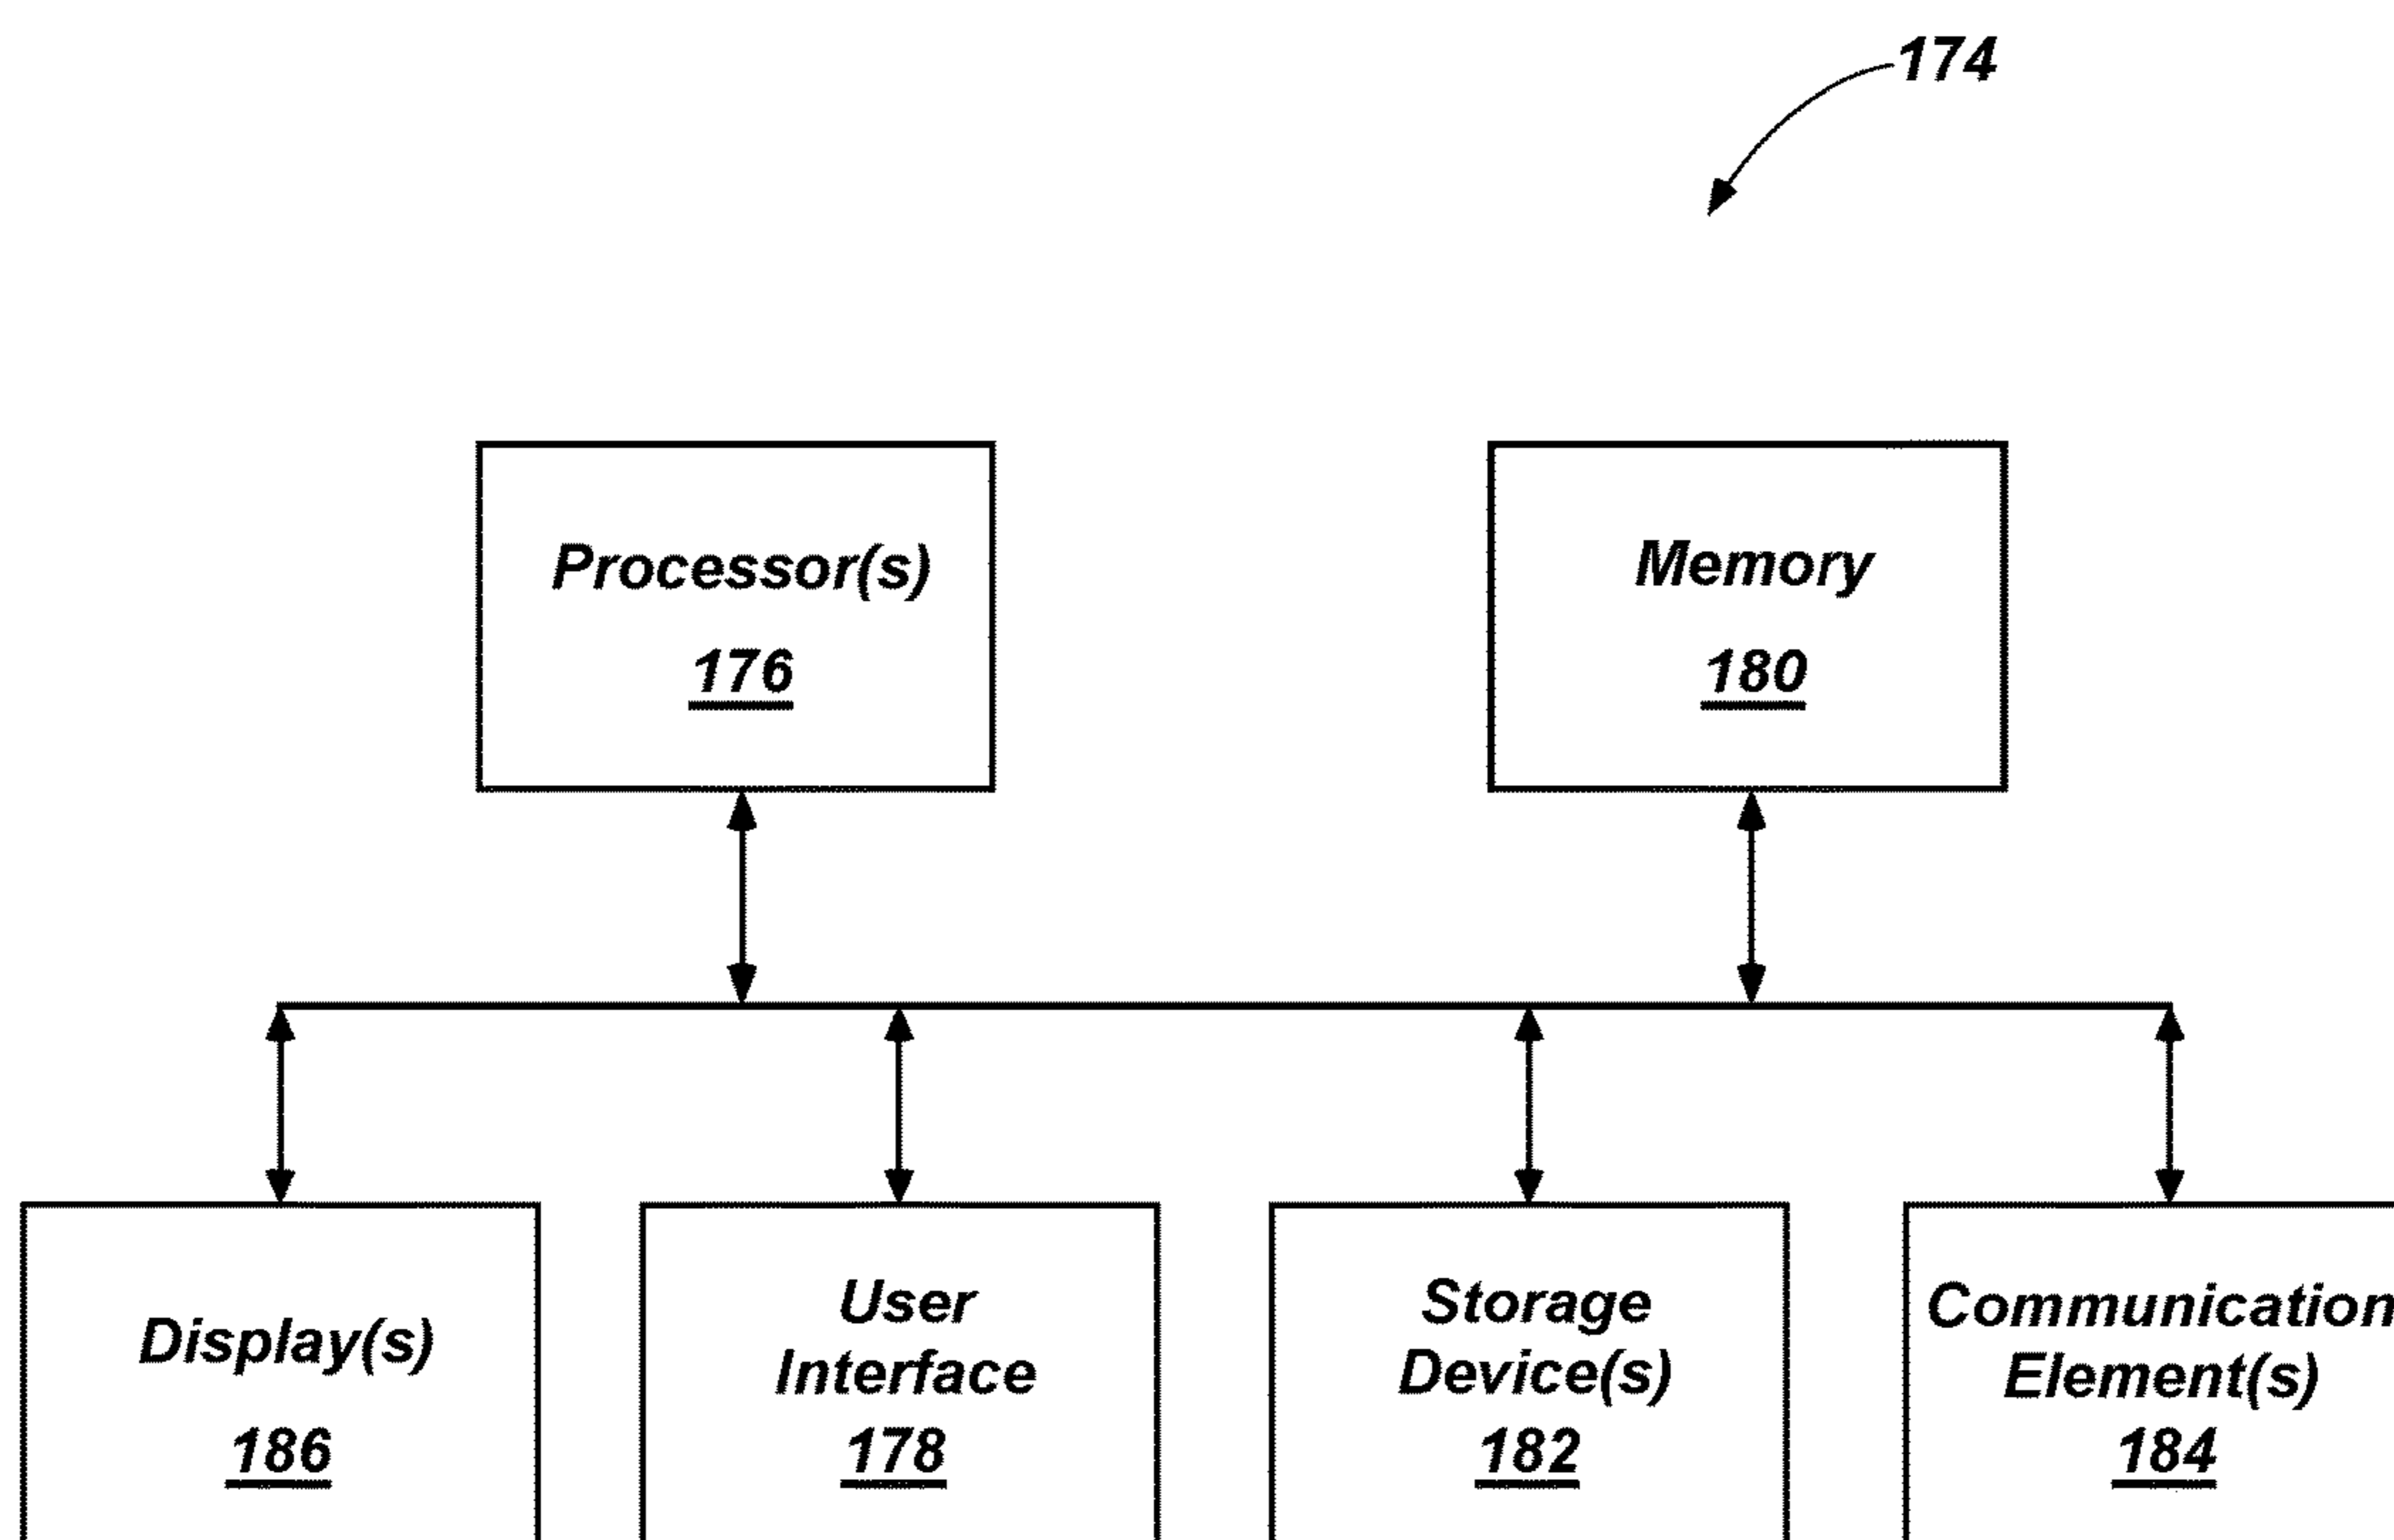 174
Processor(s)
176
Memory
180
Display(s)
186
User
Interface
178
Storage
Device(s)
182
Communication
Element(s)
184